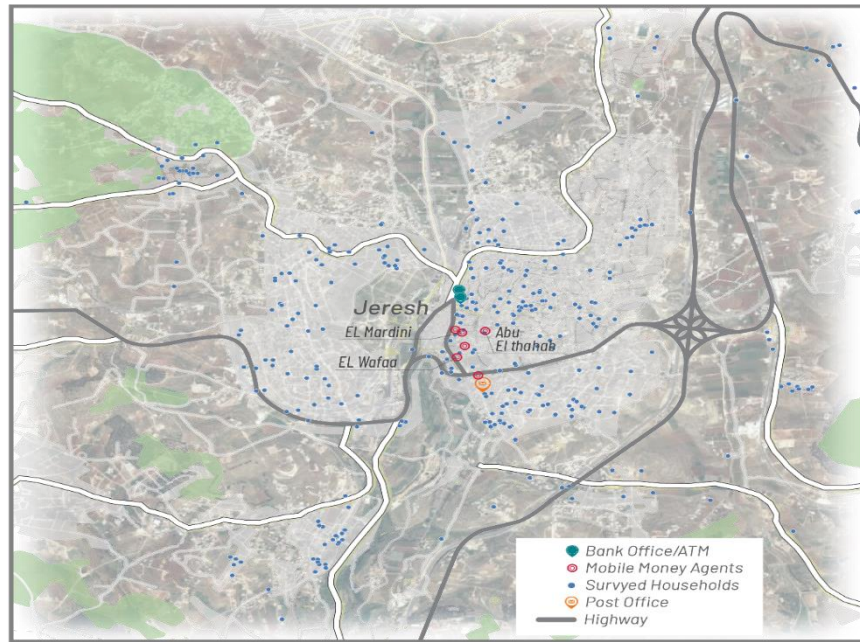 Jeresh
EL Mardini
Abu
El thahab
EL Wafaa
Bank Office/ATM
Mobile Money Agents
Survyed Households
Post Office
Highway